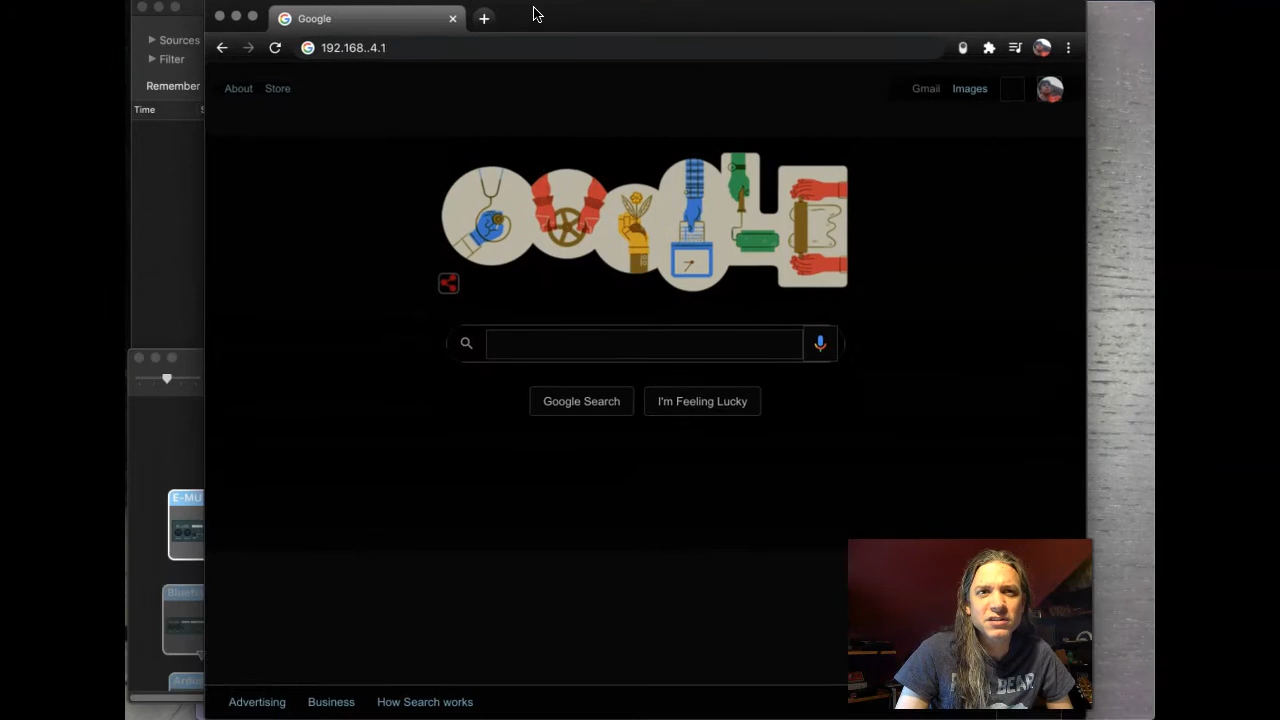 Google
Sources
192.168..4.1
Filter
Remember
About Store
Gmail Images
Time
Google Search I'm Feeling Lucky
E-MU
Advertising Business How Search works
BEAR